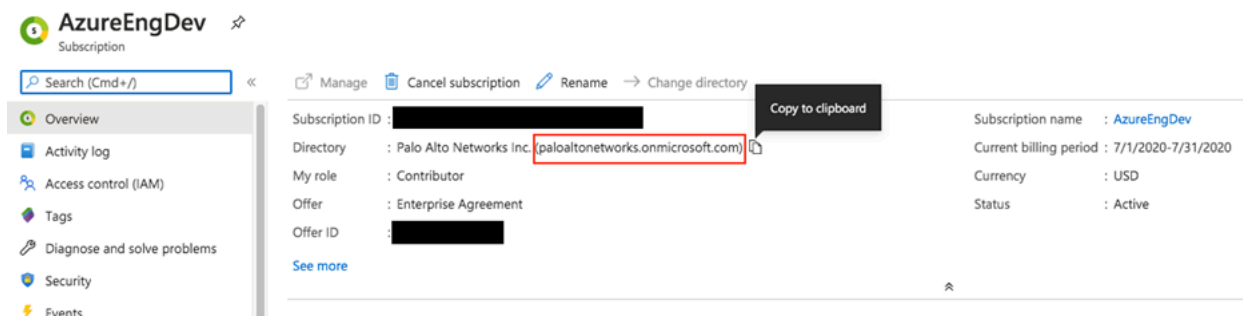 AzureEngDev
Subscription
Search (Cmd+/)
«
Manage Cancel subscription Rename Change directory
Copy to clipboard
Overview
Activity log
Access control (IAM)
Tags
Diagnose and solve problems
Security
Events
Subscription ID :
Directory : Palo Alto Networks Inc. (paloaltonetworks.onmicrosoft.com)
My role : Contributor
Offer : Enterprise Agreement
Offer ID :
See more
Subscription name : AzureEngDev
Current billing period : 7/1/2020-7/31/2020
Currency : USD
Status : Active